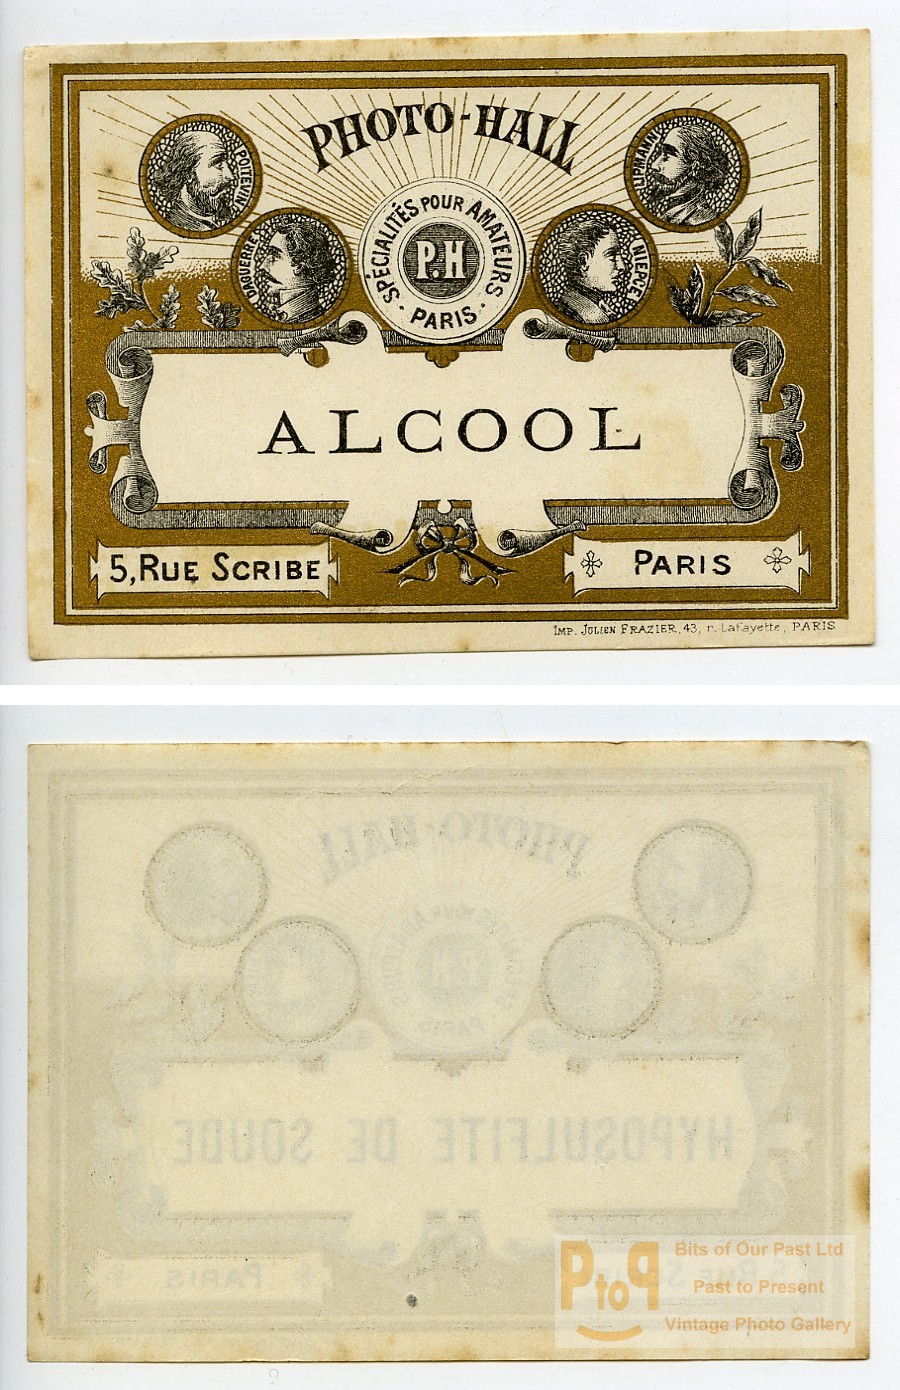 PHOTO-HALL
POITEVIN
LIPMANN
DAGUERRE
NIEPCE
SPÉCIALITÉS POUR AMATEURS
P.H
PARIS
ALCOOL
5, RUE SCRIBE
PARIS
IMP. JULIEN FRAZIER, 43, r. Lafayette, PARIS
PHOTO-HALL
P.H
PARIS
HYPOSULFITE DE SOUDE
PARIS
PtoP
Bits of Our Past Ltd
Past to Present
Vintage Photo Gallery